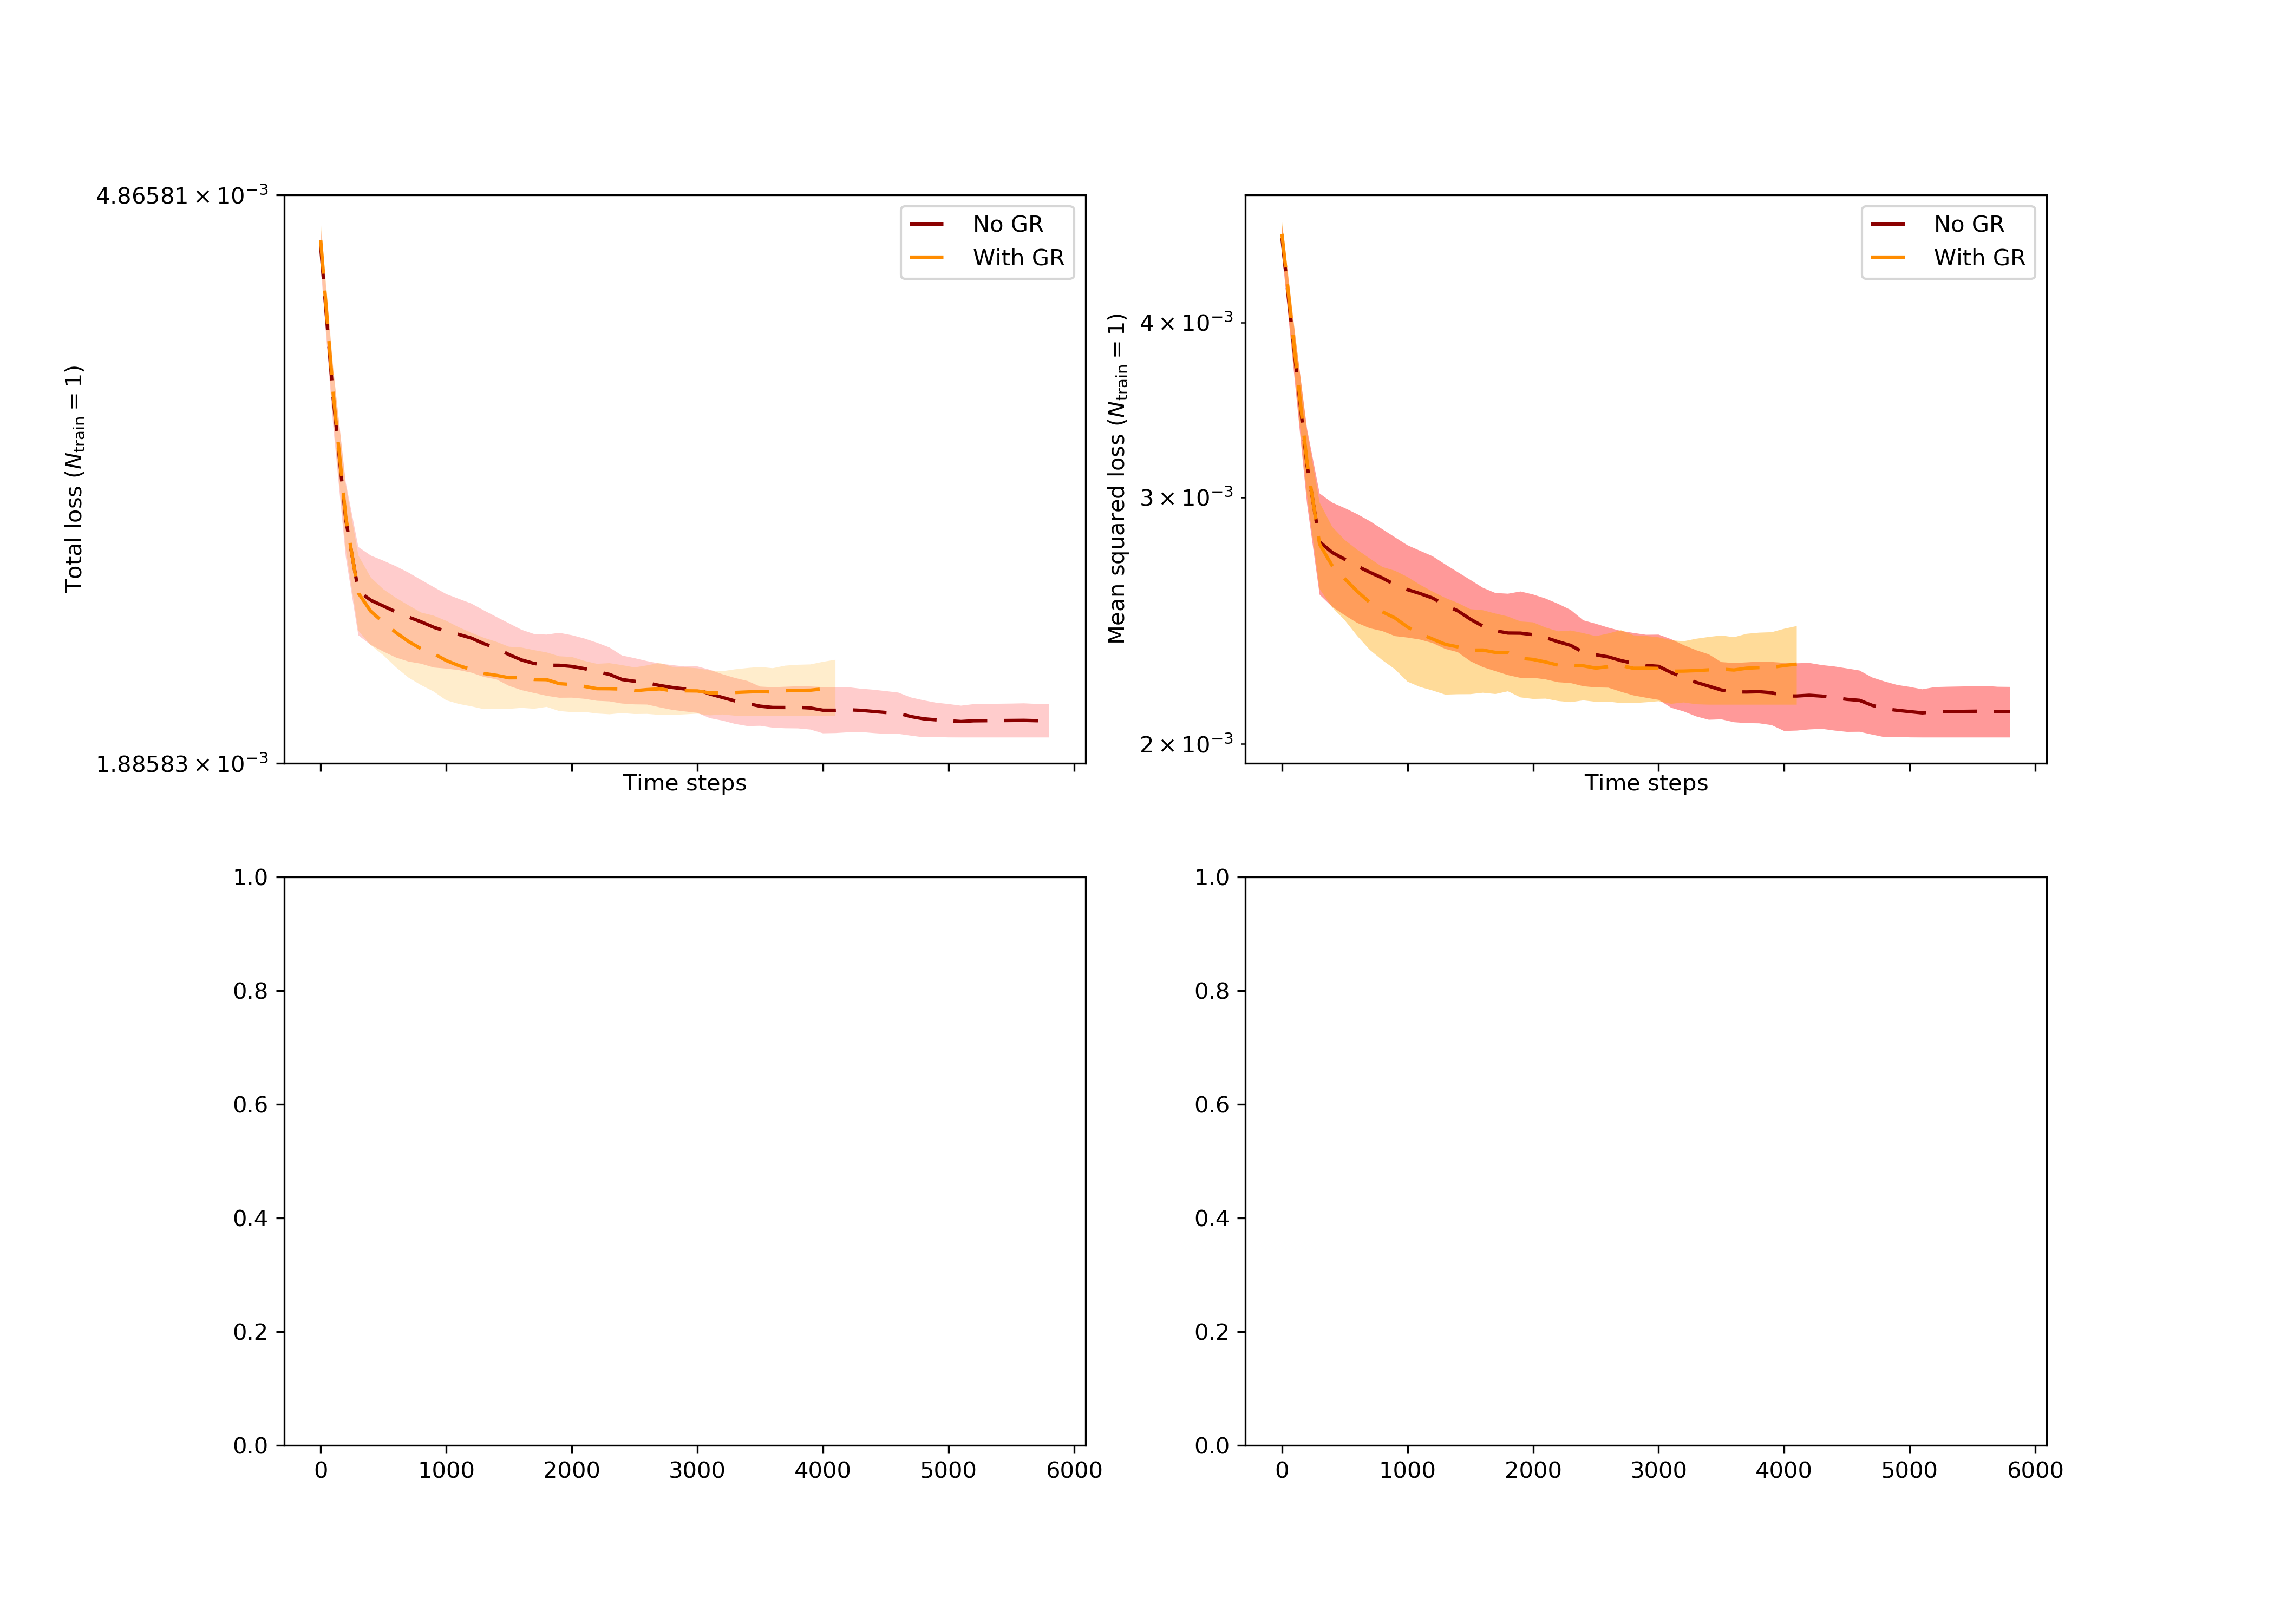 4.86581 × 10⁻³
Total loss (N_train = 1)
1.88583 × 10⁻³
No GR
With GR
Time steps
Mean squared loss (N_train = 1)
4 × 10⁻³
3 × 10⁻³
2 × 10⁻³
No GR
With GR
Time steps
1.0
0.8
0.6
0.4
0.2
0.0
0 1000 2000 3000 4000 5000 6000
1.0
0.8
0.6
0.4
0.2
0.0
0 1000 2000 3000 4000 5000 6000